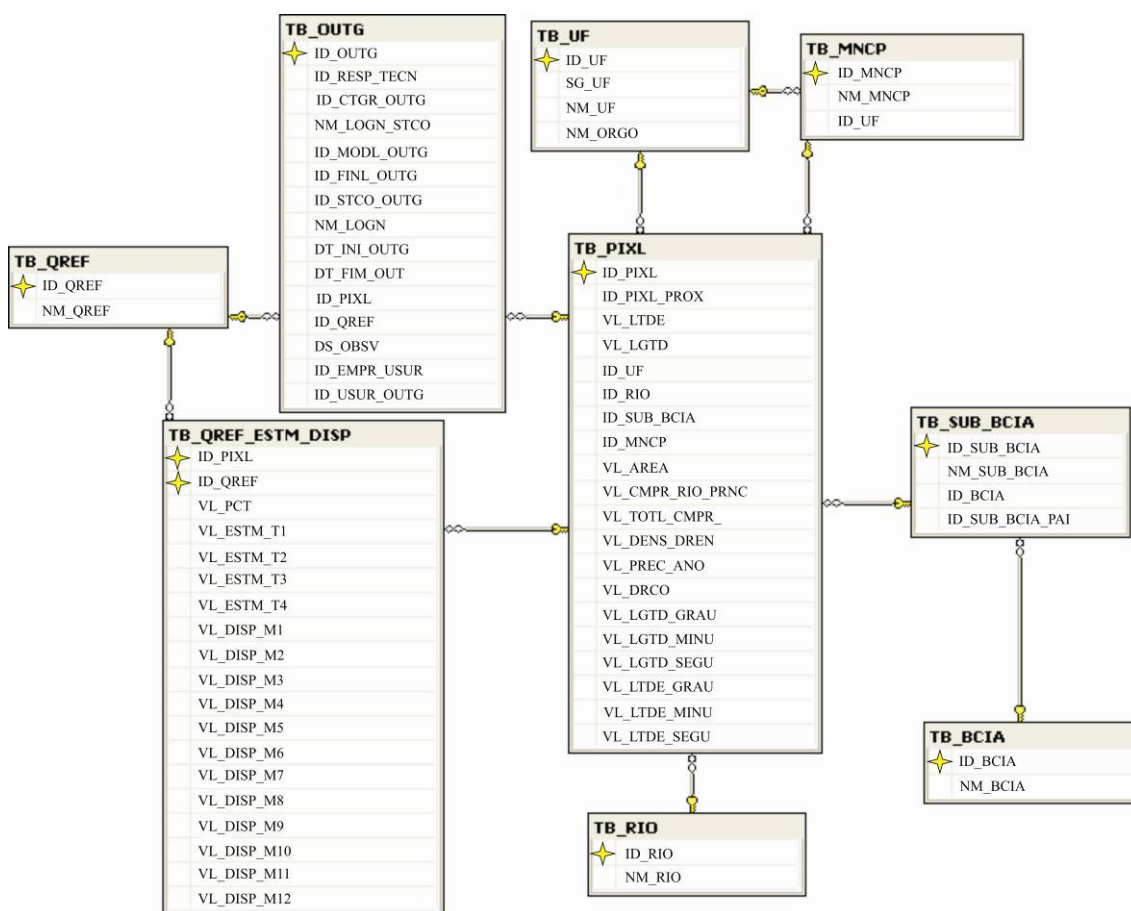 TB_OUTG
ID_OUTG
ID_RESP_TECN
ID_CTGR_OUTG
NM_LOGN_STCO
ID_MODL_OUTG
ID_FINL_OUTG
ID_STCO_OUTG
NM_LOGN
DT_INI_OUTG
DT_FIM_OUT
ID_PIXL
ID_QREF
DS_OBSV
ID_EMPR_USUR
ID_USUR_OUTG
TB_UF
ID_UF
SG_UF
NM_UF
NM_ORGO
TB_MNCP
ID_MNCP
NM_MNCP
ID_UF
TB_QREF
ID_QREF
NM_QREF
TB_PIXL
ID_PIXL
ID_PIXL_PROX
VL_LTDE
VL_LGTD
ID_UF
ID_RIO
ID_SUB_BCIA
ID_MNCP
VL_AREA
VL_CMPR_RIO_PRNC
VL_TOTL_CMPR_
VL_DENS_DREN
VL_PREC_ANO
VL_DRCO
VL_LGTD_GRAU
VL_LGTD_MINU
VL_LGTD_SEGU
VL_LTDE_GRAU
VL_LTDE_MINU
VL_LTDE_SEGU
TB_QREF_ESTM_DISP
ID_PIXL
ID_QREF
VL_PCT
VL_ESTM_T1
VL_ESTM_T2
VL_ESTM_T3
VL_ESTM_T4
VL_DISP_M1
VL_DISP_M2
VL_DISP_M3
VL_DISP_M4
VL_DISP_M5
VL_DISP_M6
VL_DISP_M7
VL_DISP_M8
VL_DISP_M9
VL_DISP_M10
VL_DISP_M11
VL_DISP_M12
TB_SUB_BCIA
ID_SUB_BCIA
NM_SUB_BCIA
ID_BCIA
ID_SUB_BCIA_PAI
TB_BCIA
ID_BCIA
NM_BCIA
TB_RIO
ID_RIO
NM_RIO